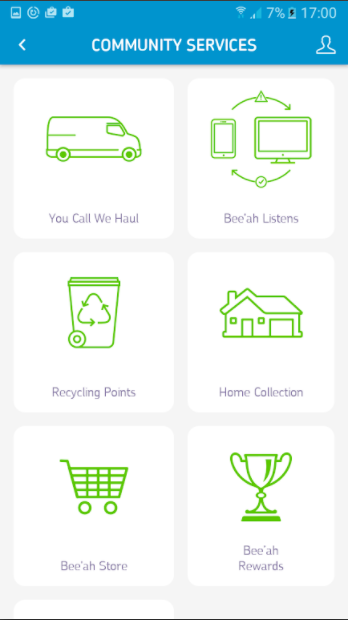 7% 17:00
COMMUNITY SERVICES
You Call We Haul
Bee'ah Listens
Recycling Points
Home Collection
Bee'ah Store
Bee'ah
Rewards